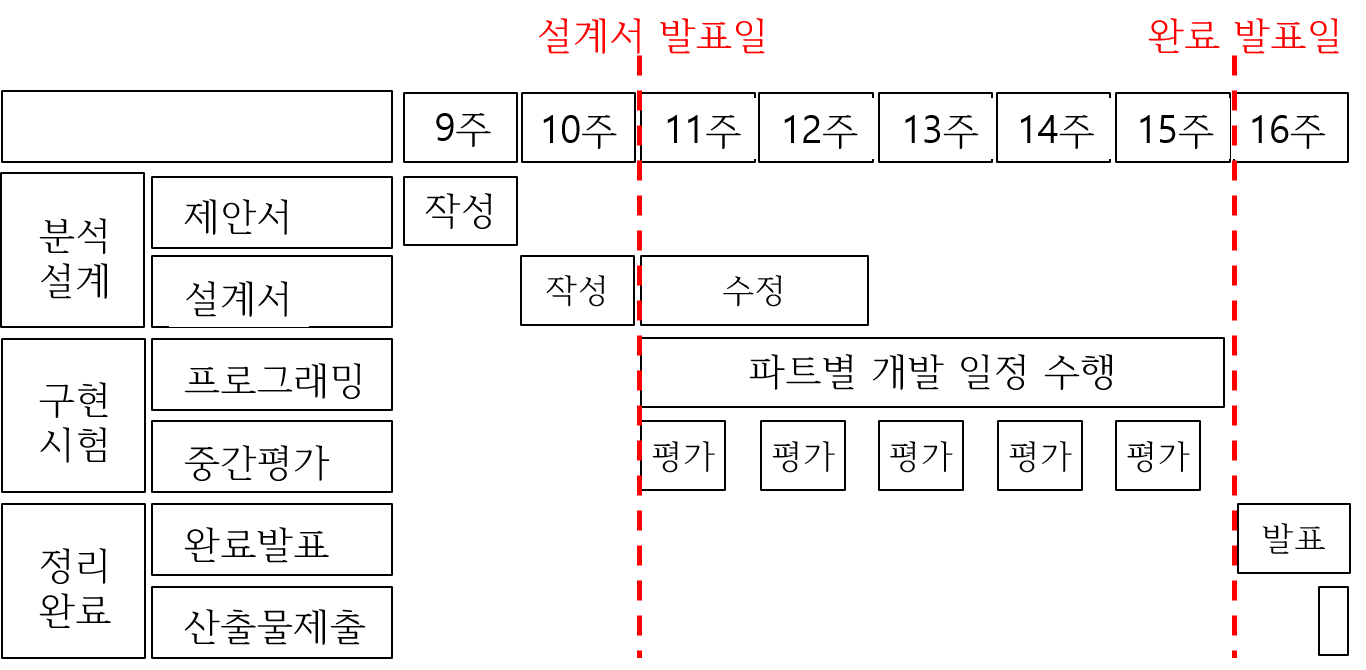 설계서 발표일
완료 발표일
9주
10주
11주
12주
13주
14주
15주
16주
분석
설계
제안서
작성
설계서
작성
수정
구현
시험
프로그래밍
파트별 개발 일정 수행
중간평가
평가
평가
평가
평가
평가
정리
완료
완료발표
발표
산출물제출